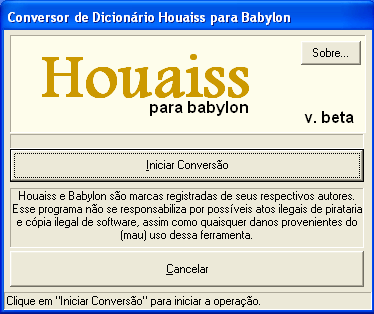 Conversor de Dicionário Houaiss para Babylon
Sobre...
Houaiss
para babylon
v. beta
Iniciar Conversão
Houaiss e Babylon são marcas registradas de seus respectivos autores.
Esse programa não se responsabiliza por possíveis atos ilegais de pirataria
e cópia ilegal de software, assim como quaisquer danos provenientes do
(mau) uso dessa ferramenta.
Cancelar
Clique em "Iniciar Conversão" para iniciar a operação.